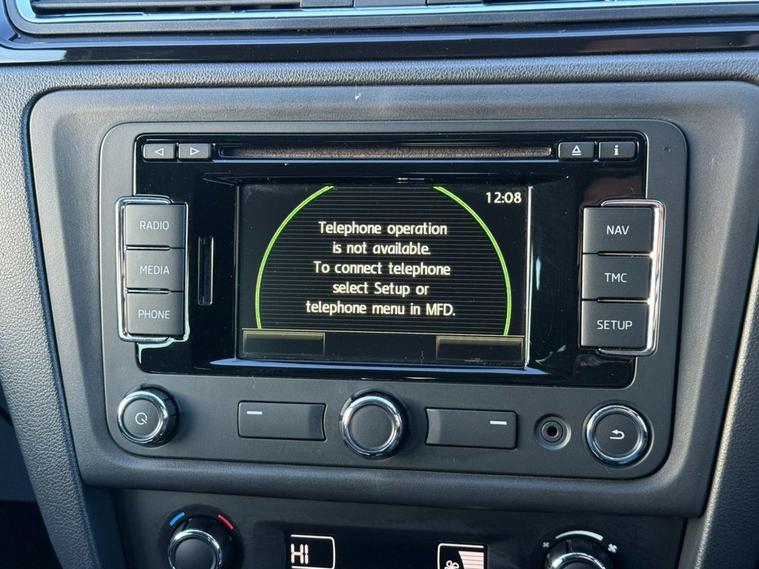 12:08
Telephone operation
is not available.
To connect telephone
select Setup or
telephone menu in MFD.
RADIO
MEDIA
PHONE
NAV
TMC
SETUP
i
HI